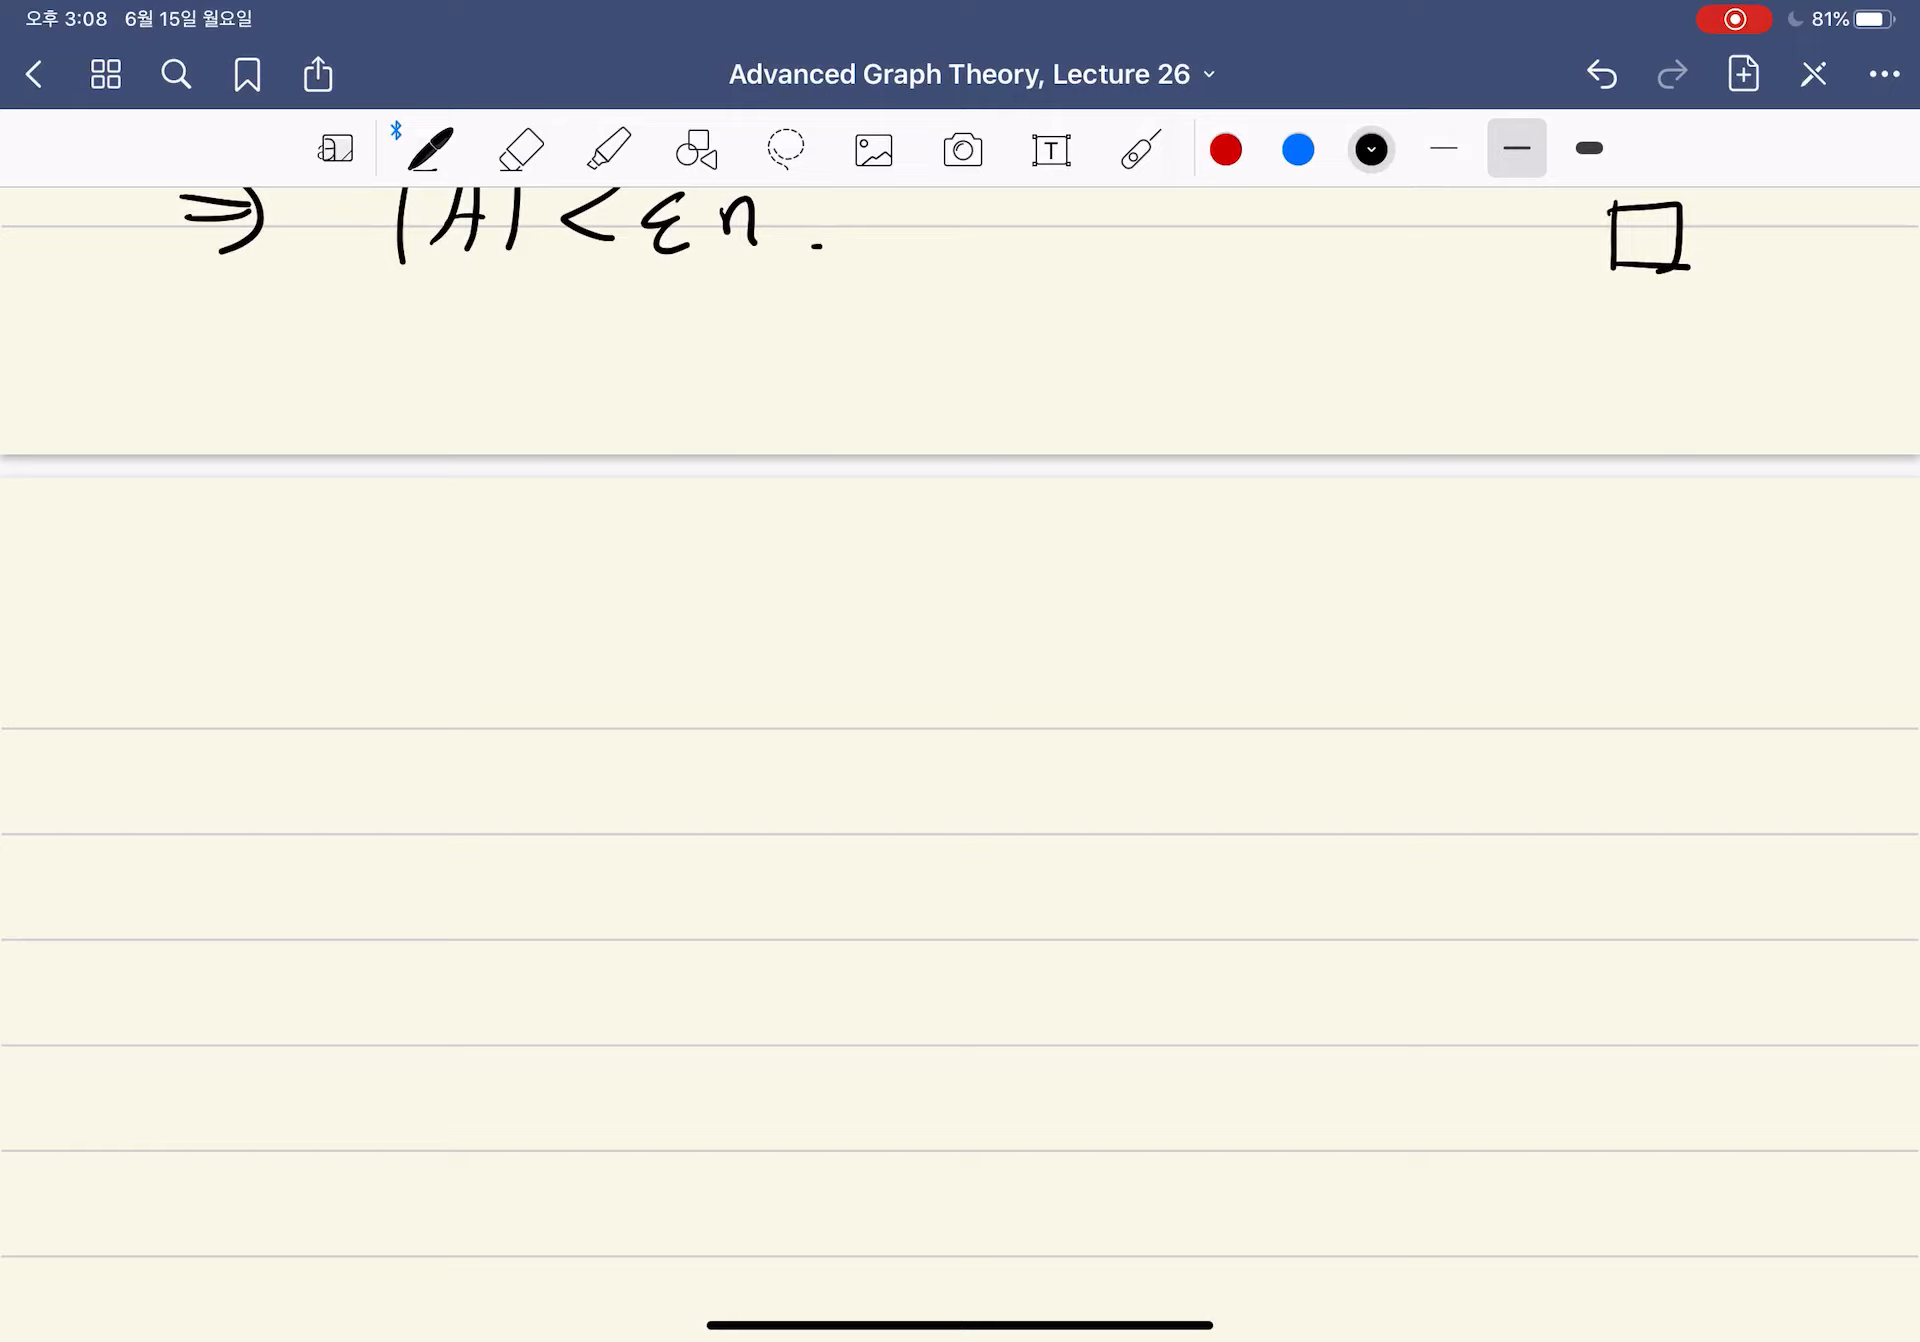 오후 3:08 6월 15일 월요일 81%
Advanced Graph Theory, Lecture 26
⇒ |A| < εn. □